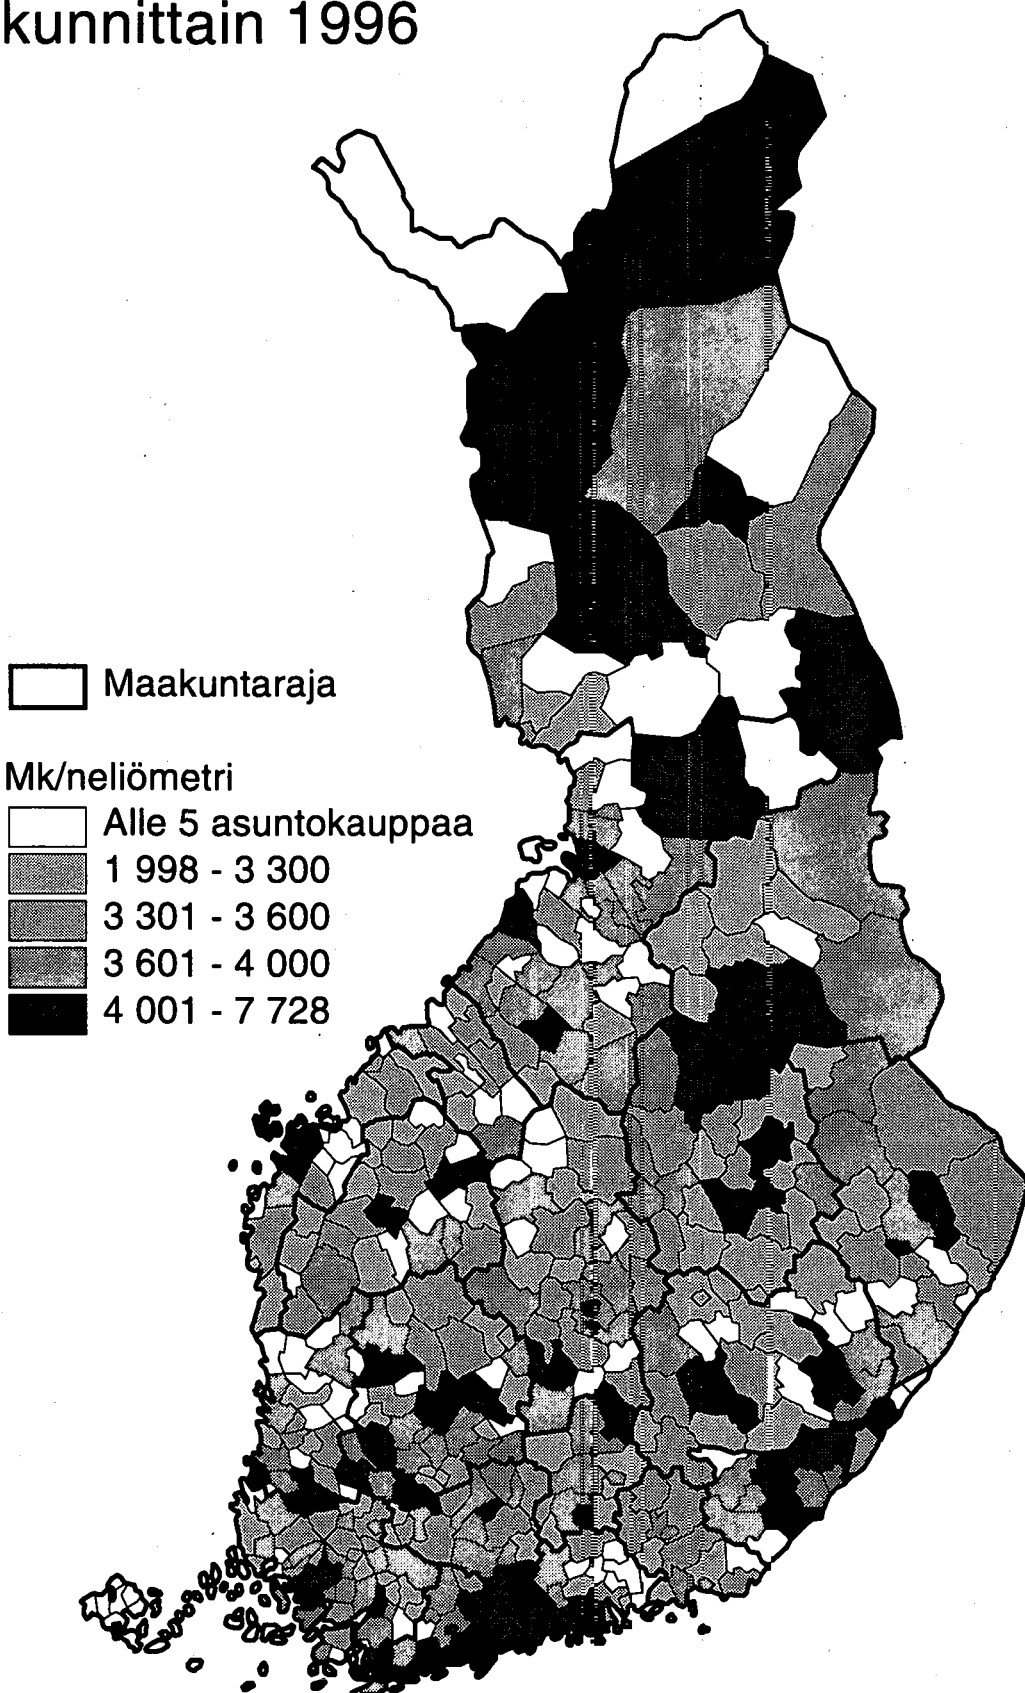 kunnittain 1996
Maakuntaraja
Mk/neliömetri
Alle 5 asuntokauppaa
1 998 - 3 300
3 301 - 3 600
3 601 - 4 000
4 001 - 7 728